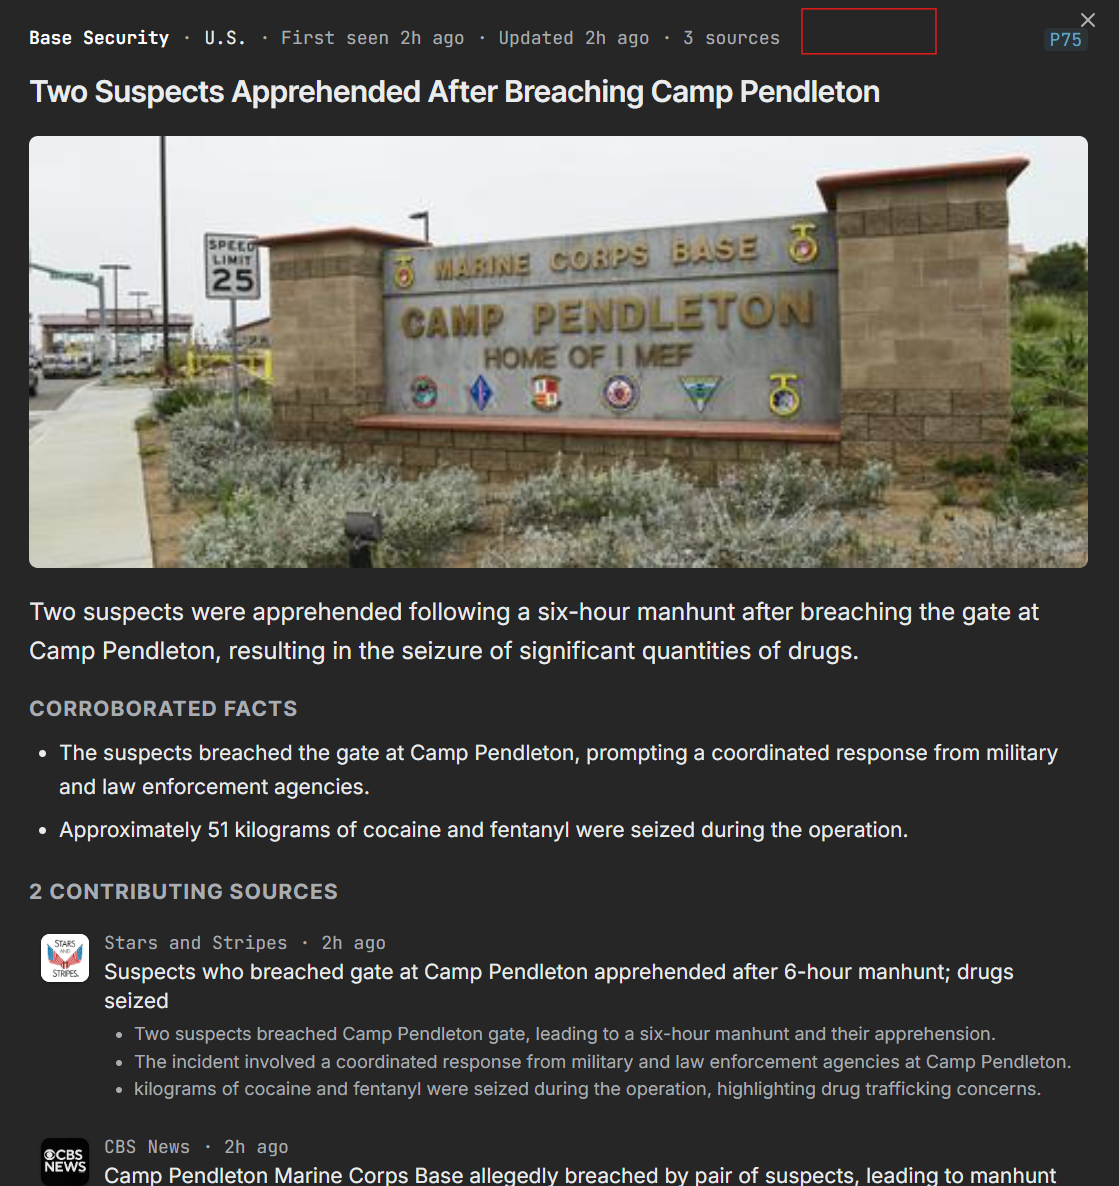 Base Security · U.S. · First seen 2h ago · Updated 2h ago · 3 sources
P75
Two Suspects Apprehended After Breaching Camp Pendleton
SPEED
LIMIT
25
MARINE CORPS BASE
CAMP PENDLETON
HOME OF I MEF
Two suspects were apprehended following a six-hour manhunt after breaching the gate at
Camp Pendleton, resulting in the seizure of significant quantities of drugs.
CORROBORATED FACTS
• The suspects breached the gate at Camp Pendleton, prompting a coordinated response from military
and law enforcement agencies.
• Approximately 51 kilograms of cocaine and fentanyl were seized during the operation.
2 CONTRIBUTING SOURCES
STARS
AND
STRIPES.
Stars and Stripes · 2h ago
Suspects who breached gate at Camp Pendleton apprehended after 6-hour manhunt; drugs
seized
• Two suspects breached Camp Pendleton gate, leading to a six-hour manhunt and their apprehension.
• The incident involved a coordinated response from military and law enforcement agencies at Camp Pendleton.
• kilograms of cocaine and fentanyl were seized during the operation, highlighting drug trafficking concerns.
CBS
NEWS
CBS News · 2h ago
Camp Pendleton Marine Corps Base allegedly breached by pair of suspects, leading to manhunt